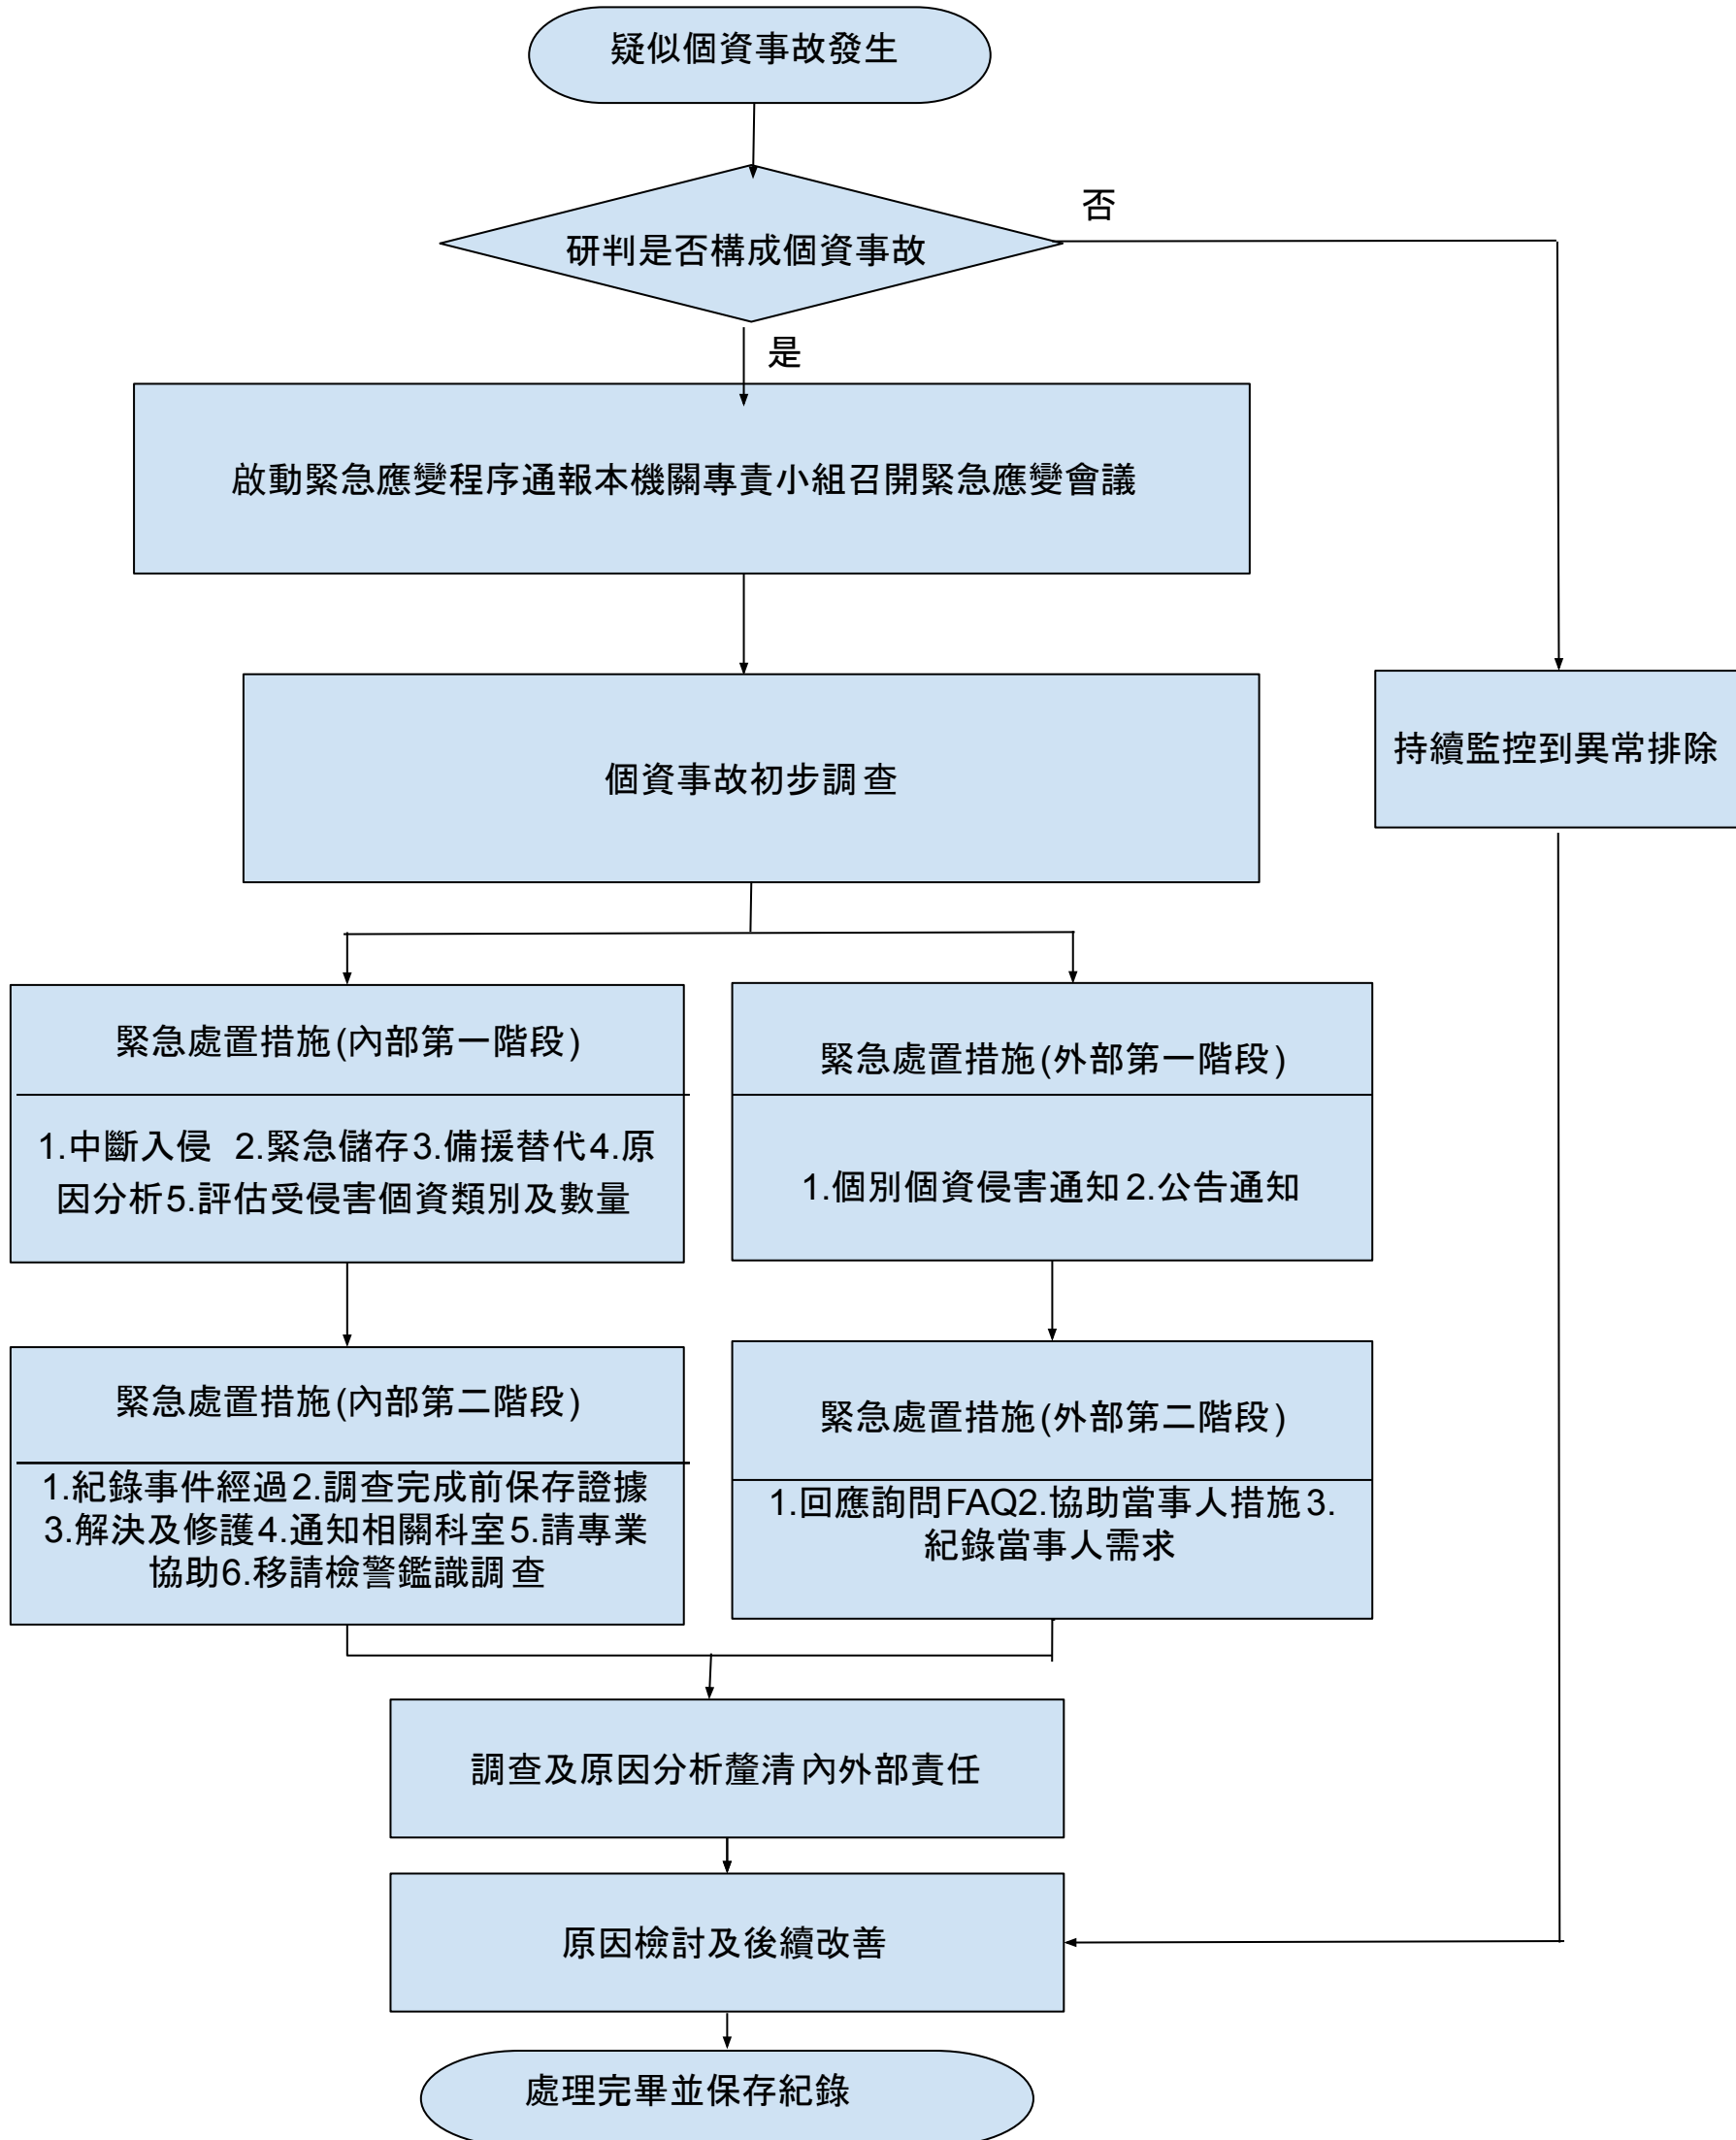 疑似個資事故發生
研判是否構成個資事故
否
是
啟動緊急應變程序通報本機關專責小組召開緊急應變會議
個資事故初步調查
持續監控到異常排除
緊急處置措施(內部第一階段)
1.中斷入侵 2.緊急儲存3.備援替代4.原
因分析5.評估受侵害個資類別及數量
緊急處置措施(外部第一階段)
1.個別個資侵害通知2.公告通知
緊急處置措施(內部第二階段)
1.紀錄事件經過2.調查完成前保存證據
3.解決及修護4.通知相關科室5.請專業
協助6.移請檢警鑑識調查
緊急處置措施(外部第二階段)
1.回應詢問FAQ2.協助當事人措施3.
紀錄當事人需求
調查及原因分析釐清內外部責任
原因檢討及後續改善
處理完畢並保存紀錄